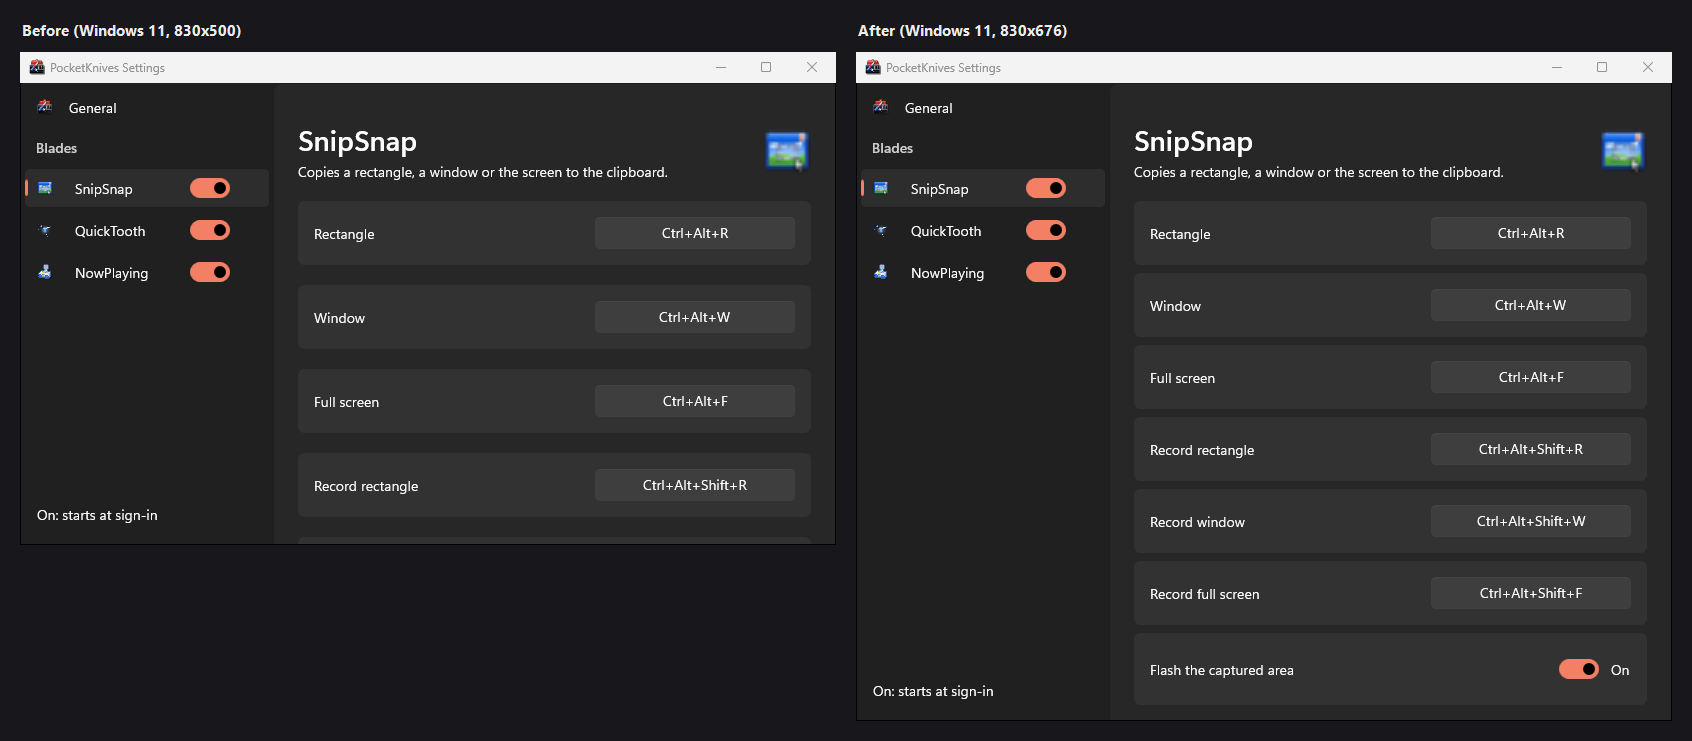 Before (Windows 11, 830x500)
PocketKnives Settings
General
Blades
SnipSnap
QuickTooth
NowPlaying
On: starts at sign-in
SnipSnap
Copies a rectangle, a window or the screen to the clipboard.
Rectangle Ctrl+Alt+R
Window Ctrl+Alt+W
Full screen Ctrl+Alt+F
Record rectangle Ctrl+Alt+Shift+R
After (Windows 11, 830x676)
PocketKnives Settings
General
Blades
SnipSnap
QuickTooth
NowPlaying
On: starts at sign-in
SnipSnap
Copies a rectangle, a window or the screen to the clipboard.
Rectangle Ctrl+Alt+R
Window Ctrl+Alt+W
Full screen Ctrl+Alt+F
Record rectangle Ctrl+Alt+Shift+R
Record window Ctrl+Alt+Shift+W
Record full screen Ctrl+Alt+Shift+F
Flash the captured area On